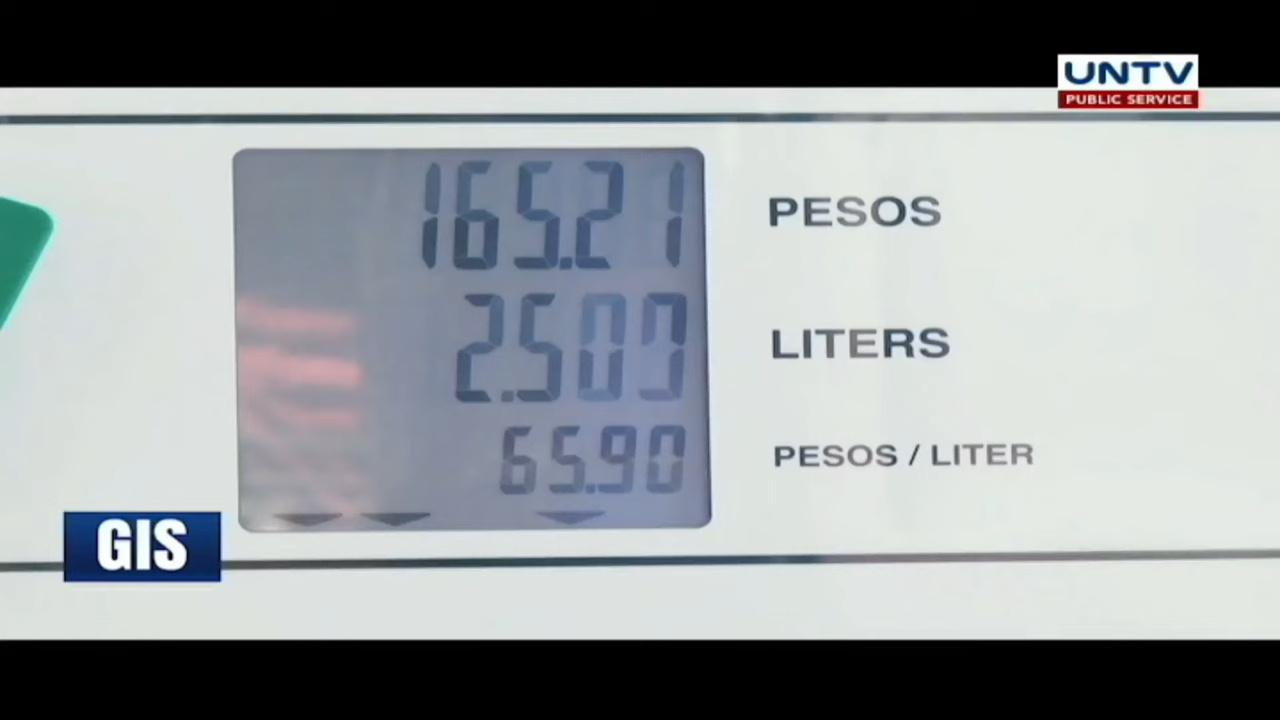 UNTV
PUBLIC SERVICE
165.21 PESOS
2.507 LITERS
65.90 PESOS / LITER
GIS